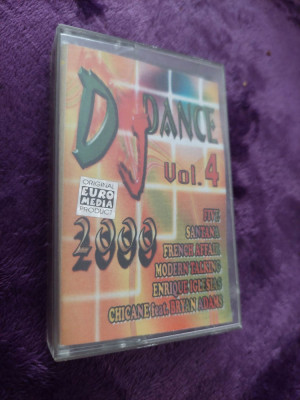 DJ DANCE
Vol. 4
ORIGINAL
EURO
MEDIA
PRODUCT
2000
FIVE
SANTANA
FRENCH AFFAIR
MODERN TALKING
ENRIQUE IGLESIAS
CHICANE feat. BRYAN ADAMS